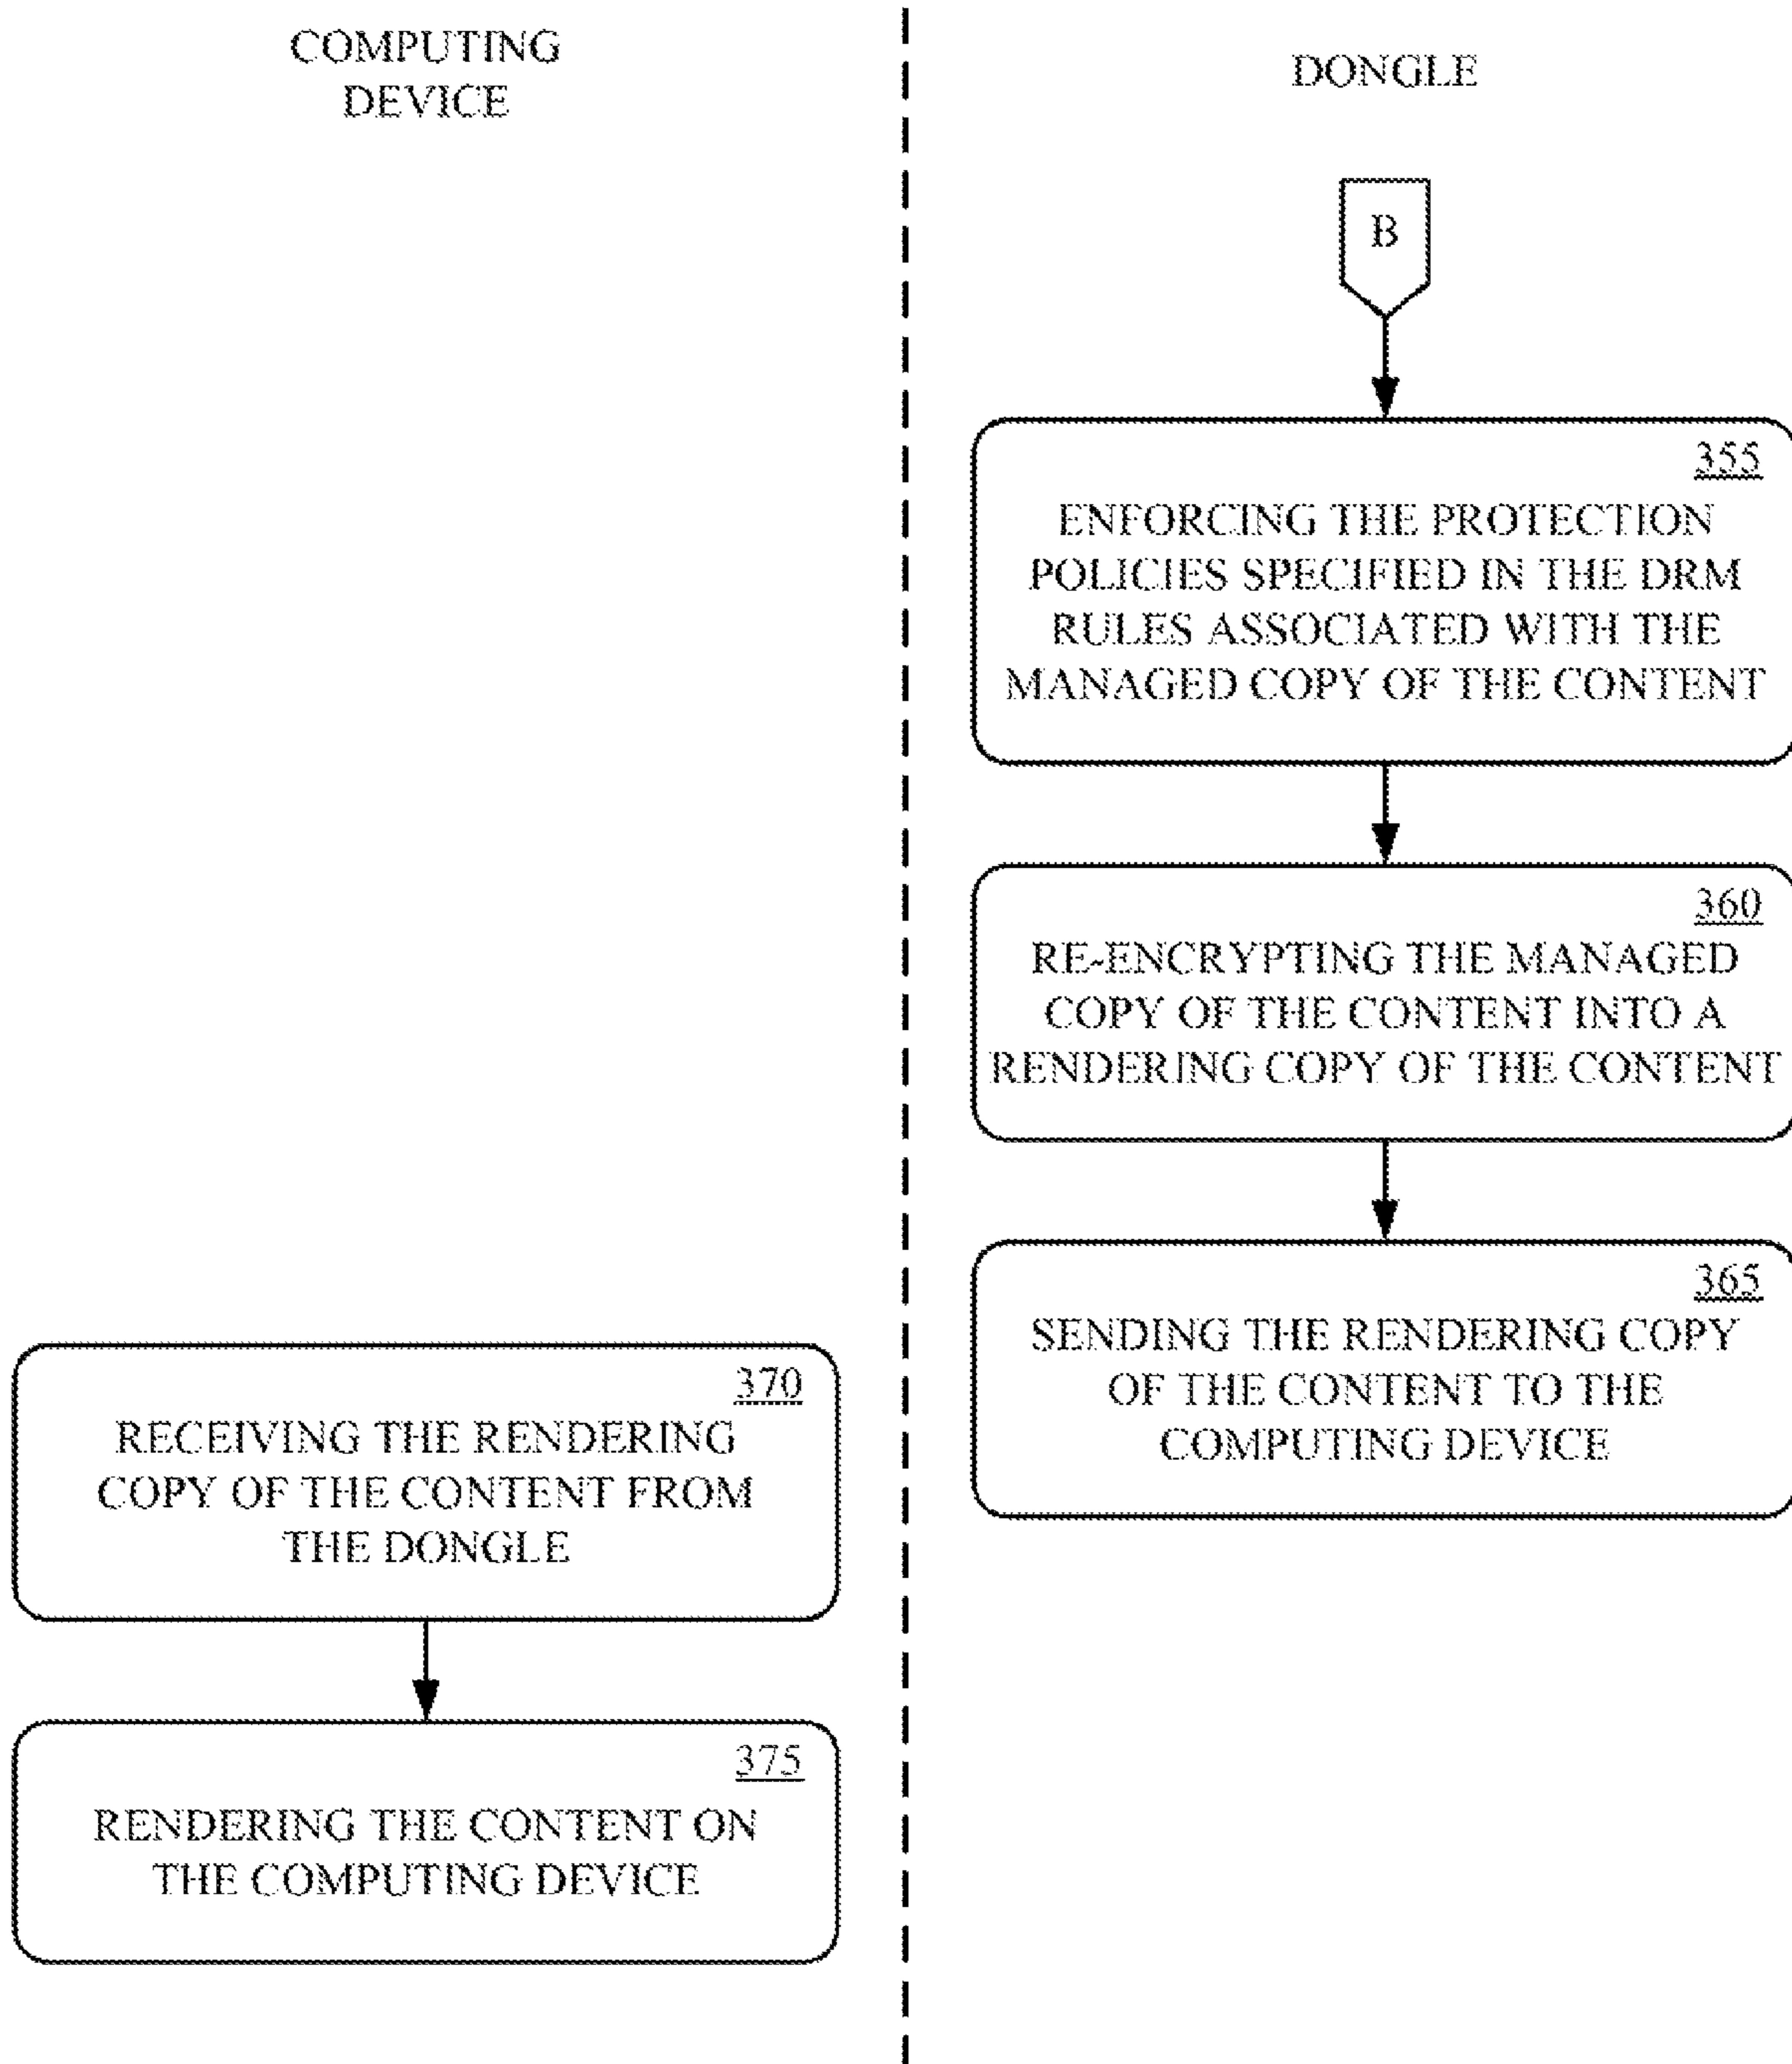 COMPUTING
DEVICE
DONGLE
B
355
ENFORCING THE PROTECTION
POLICIES SPECIFIED IN THE DRM
RULES ASSOCIATED WITH THE
MANAGED COPY OF THE CONTENT
360
RE-ENCRYPTING THE MANAGED
COPY OF THE CONTENT INTO A
RENDERING COPY OF THE CONTENT
365
SENDING THE RENDERING COPY
OF THE CONTENT TO THE
COMPUTING DEVICE
370
RECEIVING THE RENDERING
COPY OF THE CONTENT FROM
THE DONGLE
375
RENDERING THE CONTENT ON
THE COMPUTING DEVICE